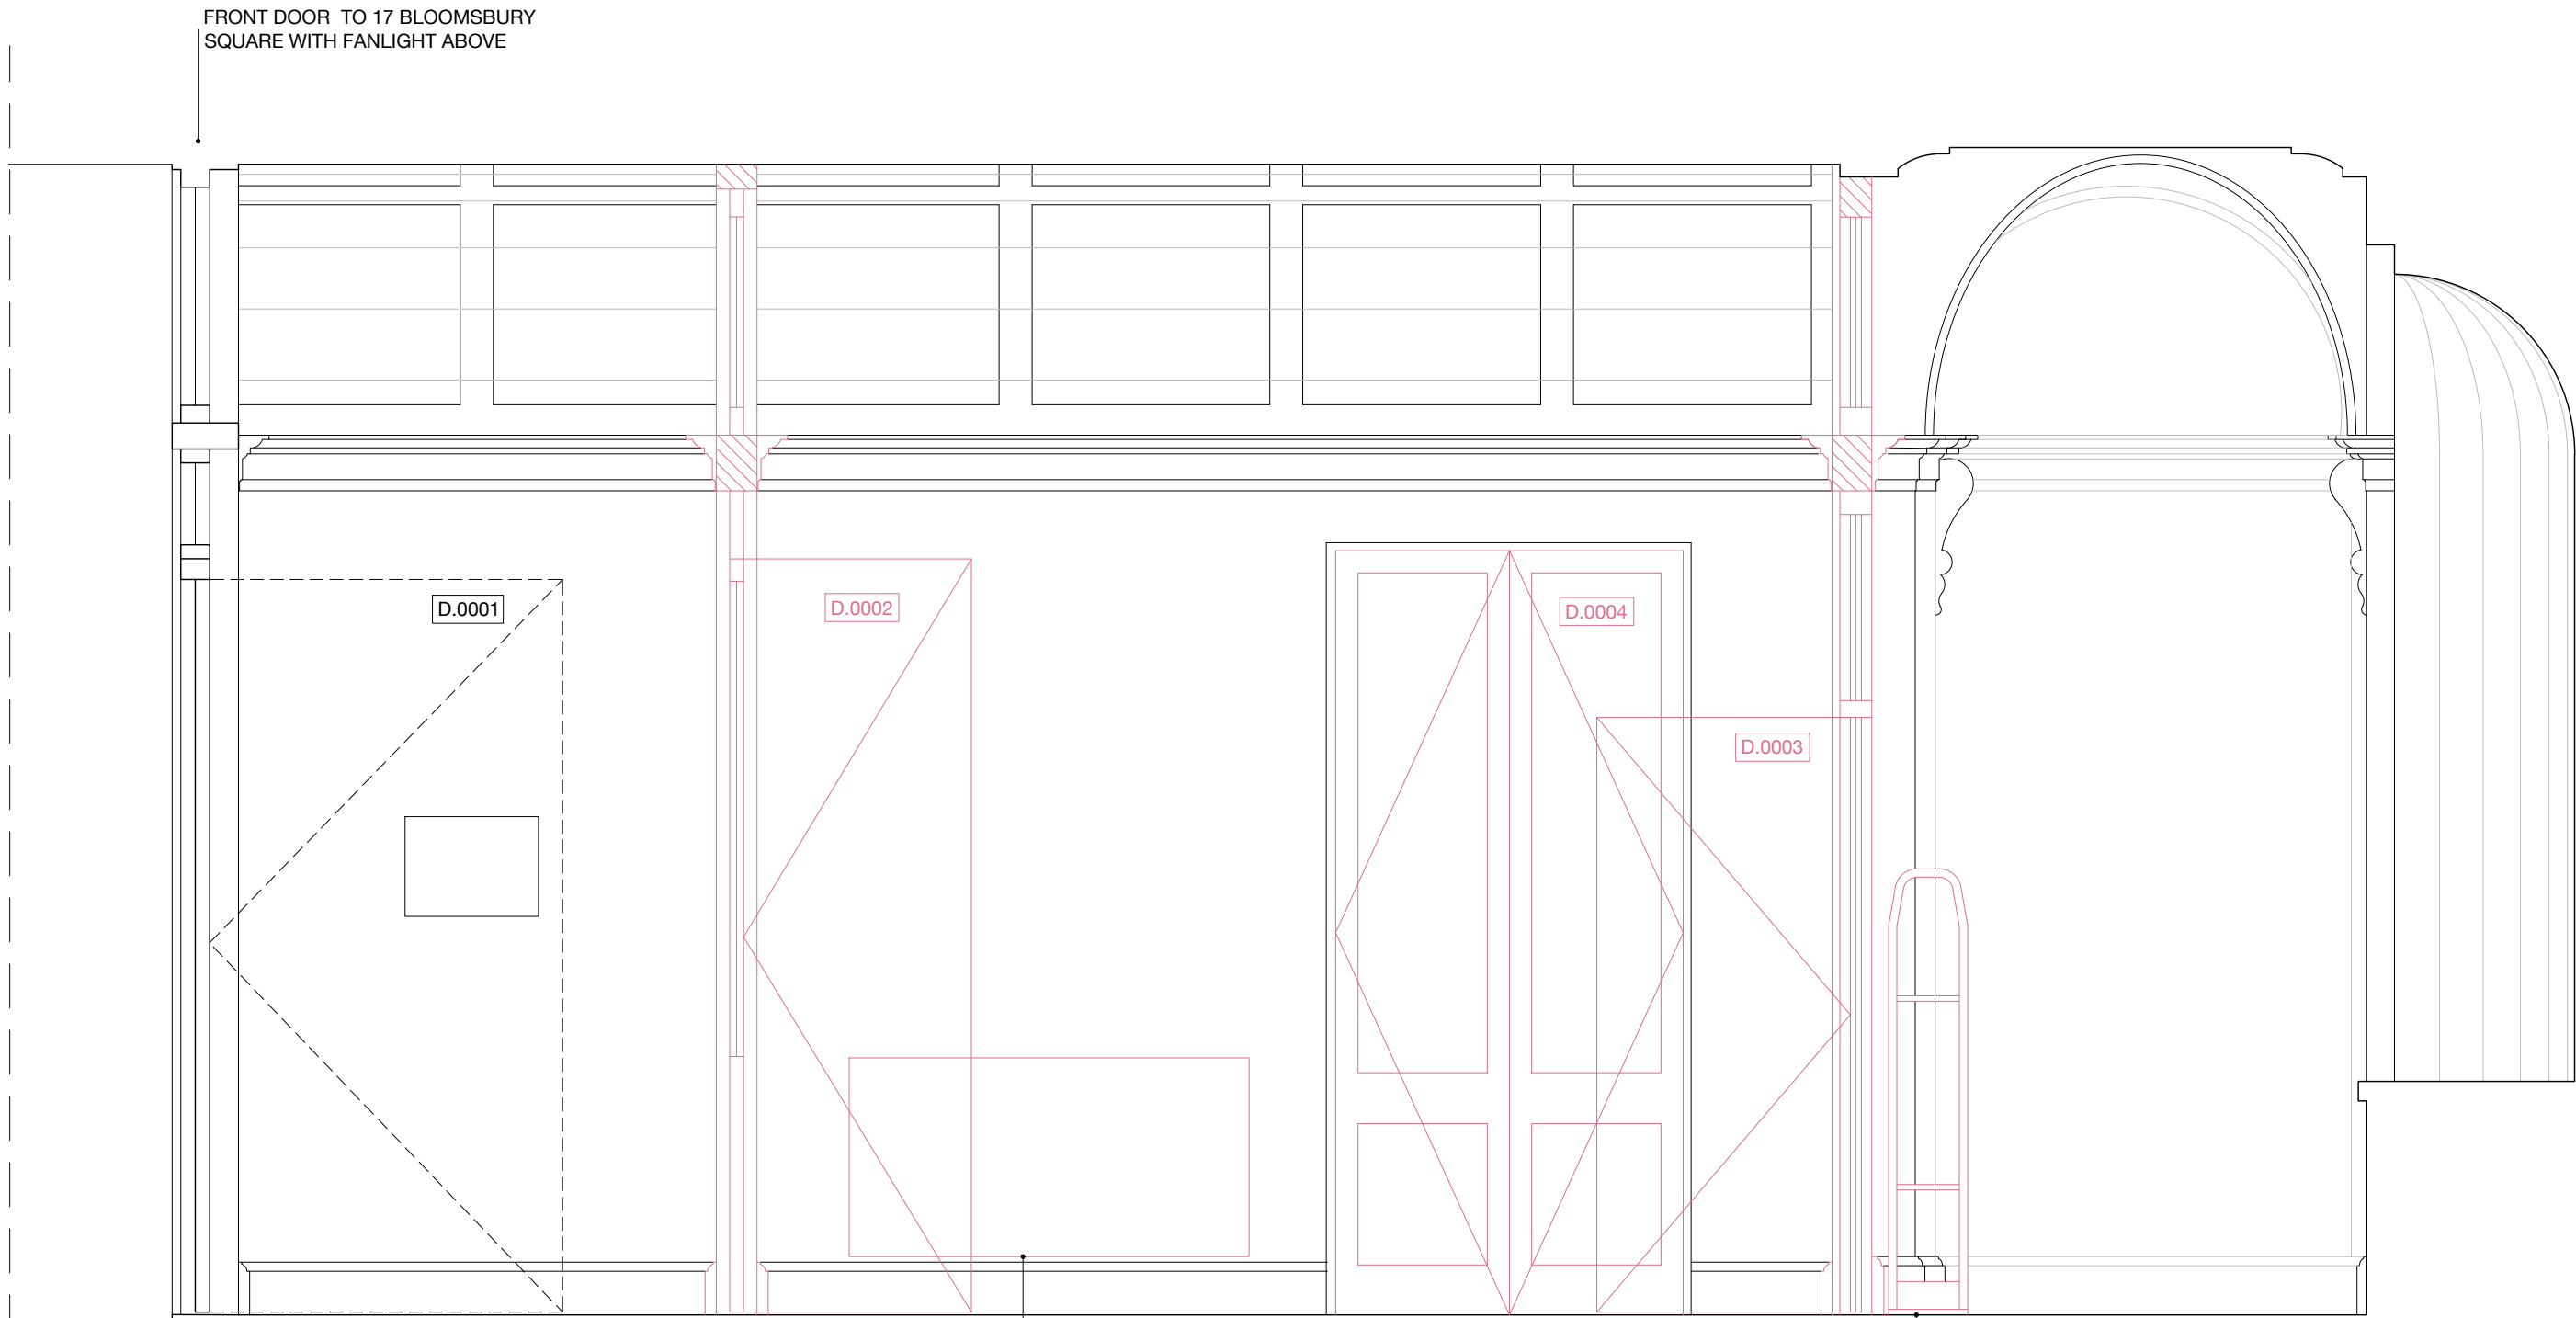 FRONT DOOR TO 17 BLOOMSBURY
SQUARE WITH FANLIGHT ABOVE
D.0001
D.0002
D.0004
D.0003